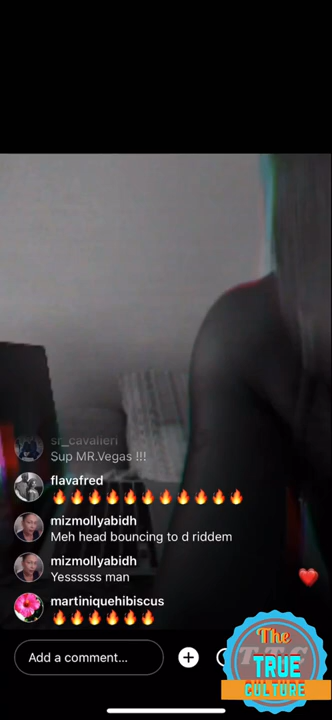 sr_cavalieri
Sup MR.Vegas !!!
flavafred
🔥🔥🔥🔥🔥🔥🔥🔥🔥🔥🔥
mizmollyabidh
Meh head bouncing to d riddem
mizmollyabidh
Yessssss man
martiniquehibiscus
🔥🔥🔥🔥🔥🔥
Add a comment...
The
T.T.C
TRUE
CULTURE